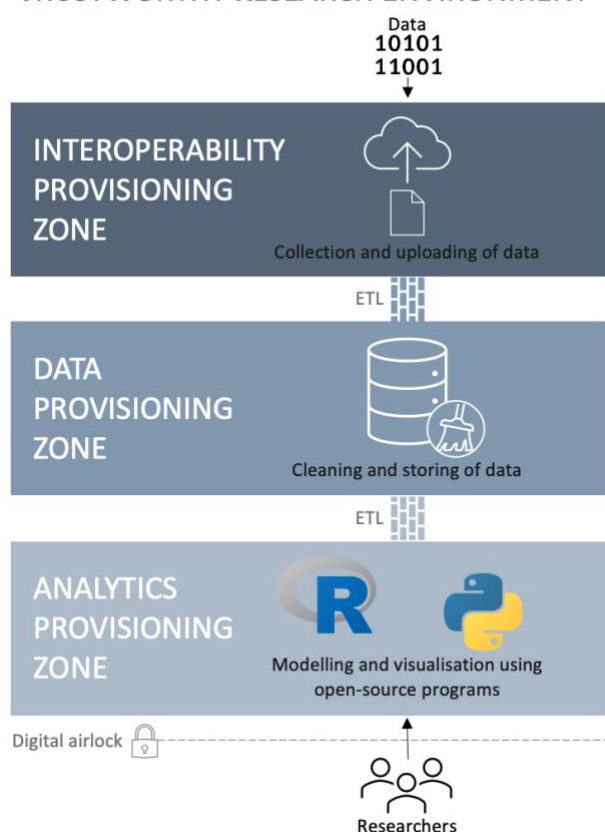 Data
10101
11001
INTEROPERABILITY
PROVISIONING
ZONE
Collection and uploading of data
ETL
DATA
PROVISIONING
ZONE
Cleaning and storing of data
ETL
ANALYTICS
PROVISIONING
ZONE
R
Modelling and visualisation using
open-source programs
Digital airlock
Researchers